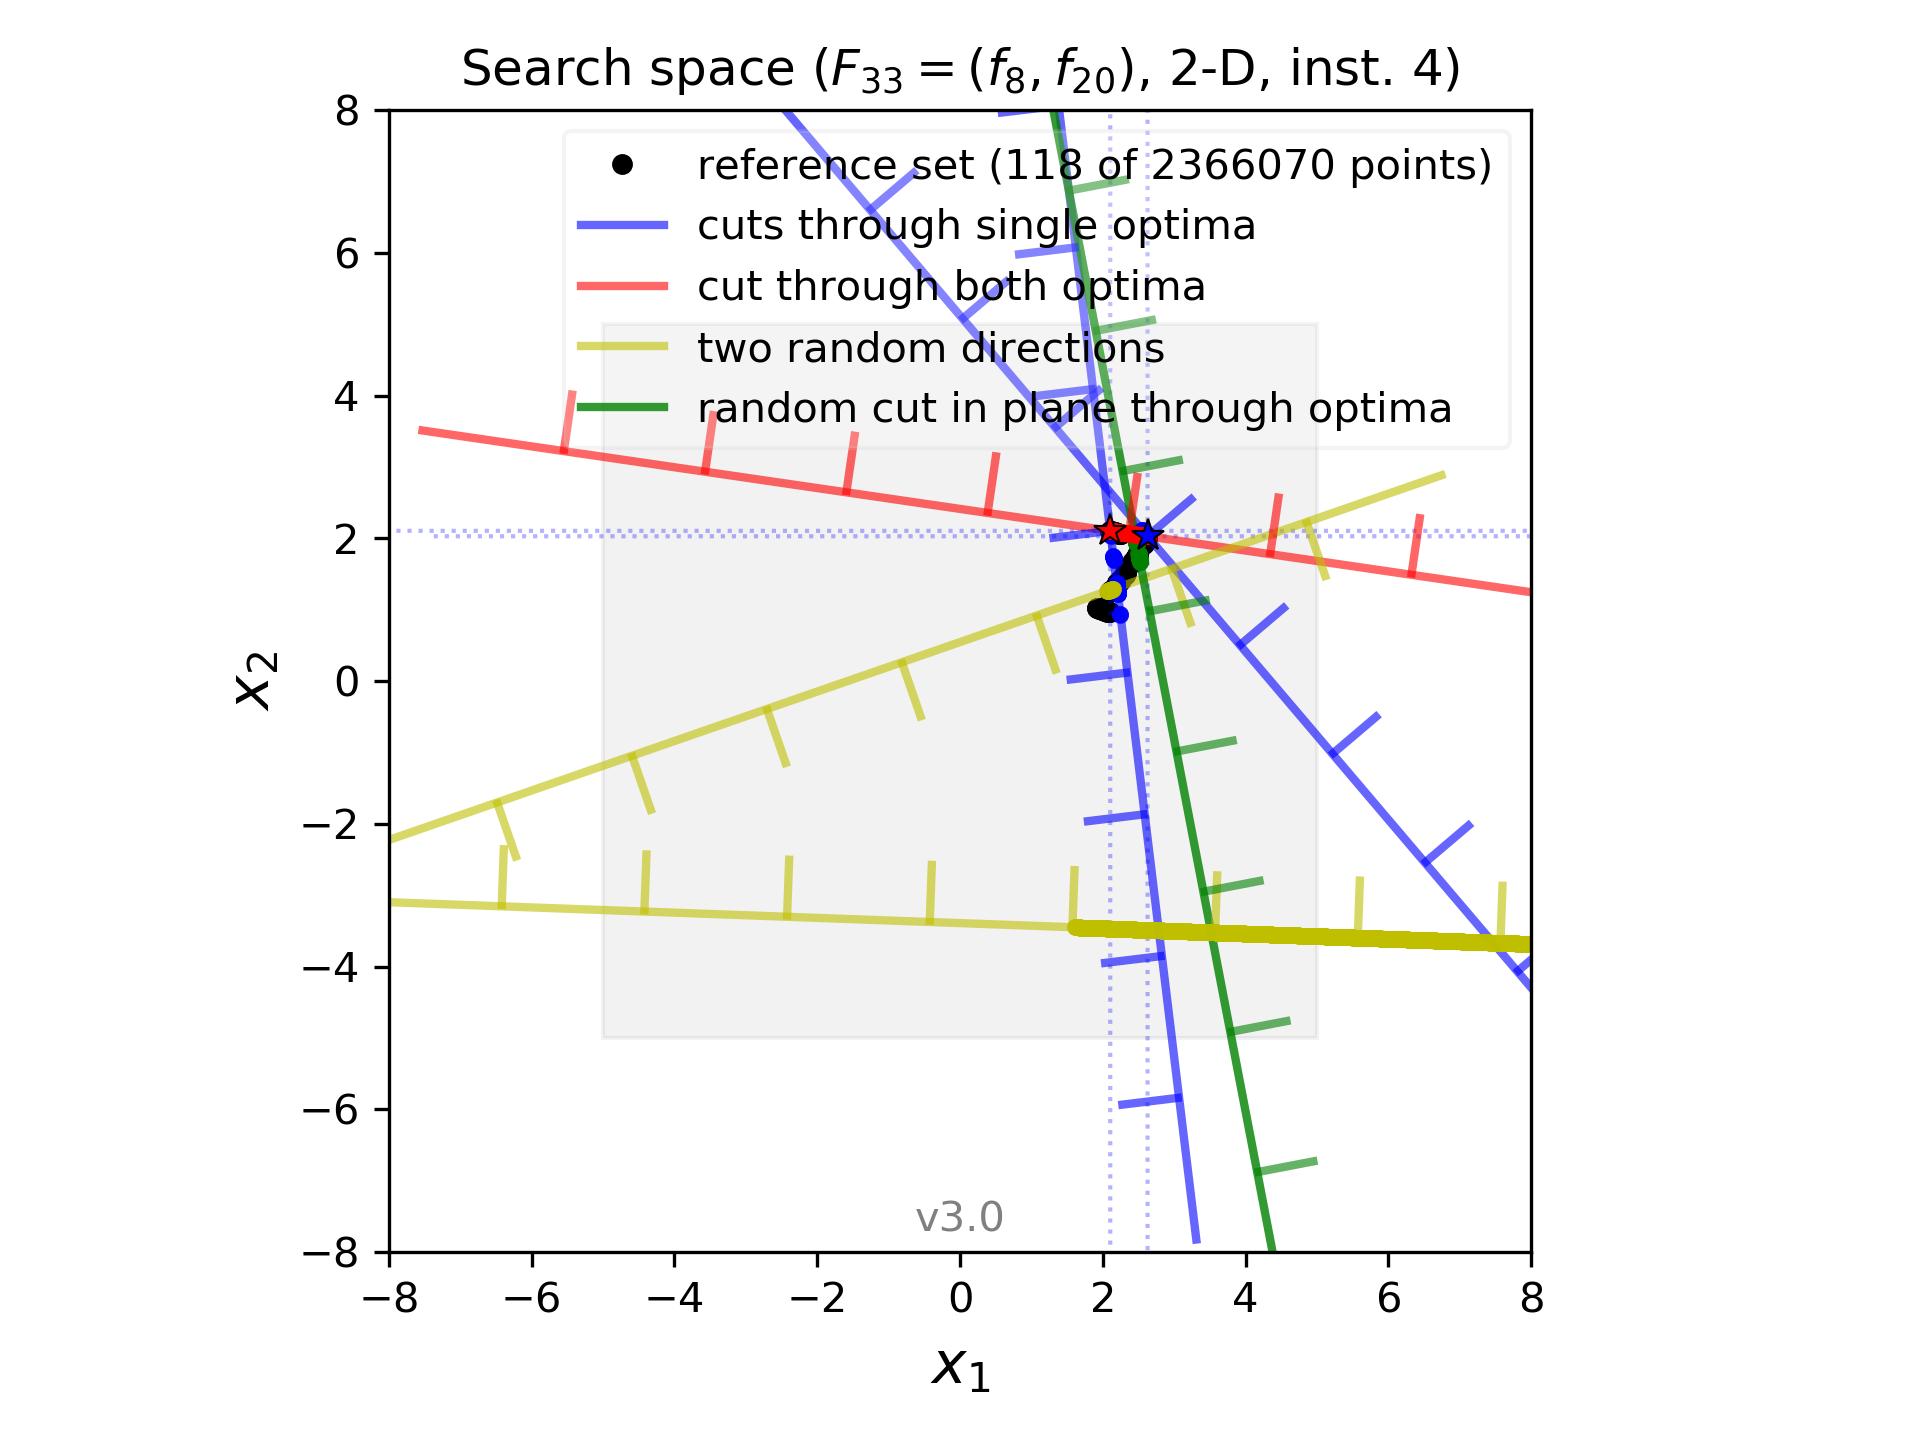 Search space (F33 = (f8, f20), 2-D, inst. 4)
reference set (118 of 2366070 points)
cuts through single optima
cut through both optima
two random directions
random cut in plane through optima
8
6
4
2
0
−2
−4
−6
−8
x2
v3.0
−8 −6 −4 −2 0 2 4 6 8
x1